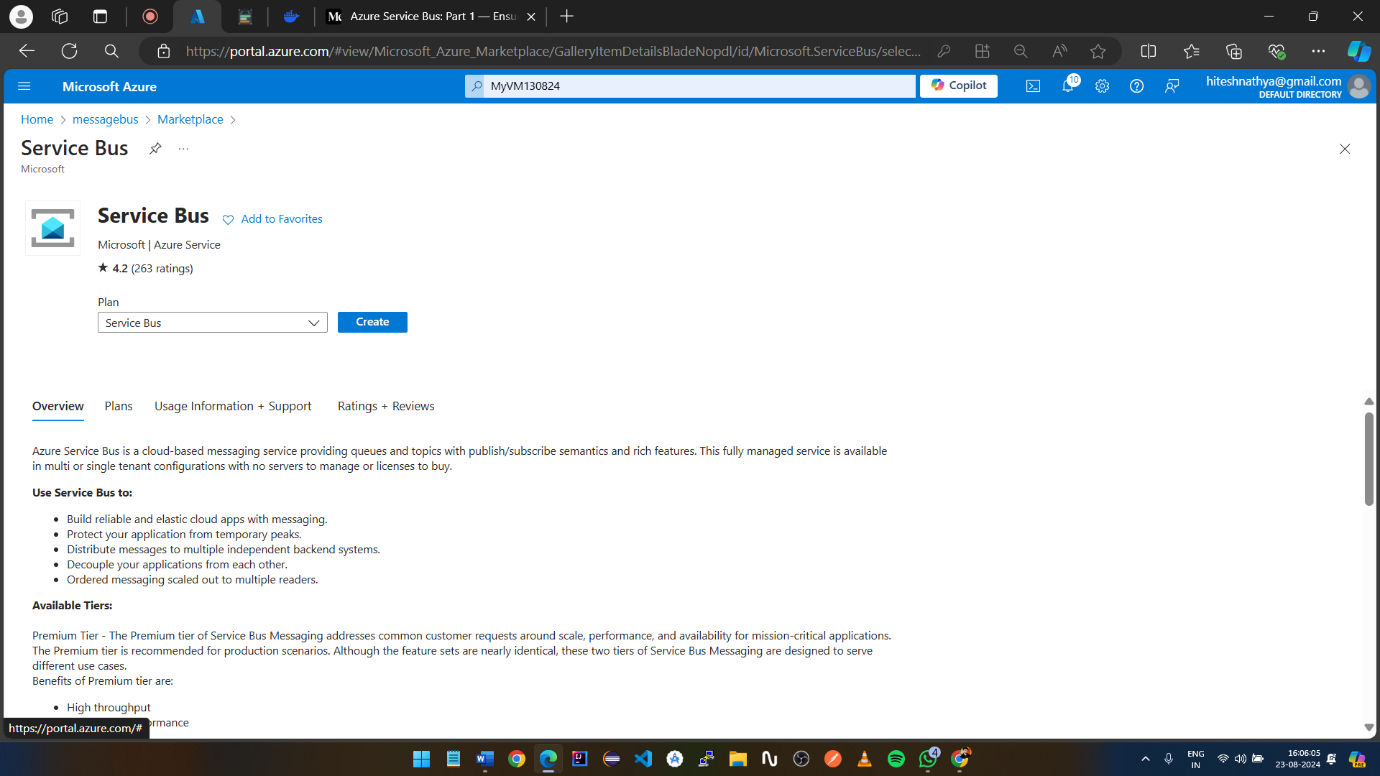 Azure Service Bus: Part 1 — Ensu
https://portal.azure.com/#view/Microsoft_Azure_Marketplace/GalleryItemDetailsBladeNopdl/id/Microsoft.ServiceBus/selec...
Microsoft Azure
MyVM130824
Copilot
10
hiteshnathya@gmail.com
DEFAULT DIRECTORY
Home > messagebus > Marketplace >
Service Bus
...
Microsoft
Service Bus
Add to Favorites
Microsoft | Azure Service
★ 4.2 (263 ratings)
Plan
Service Bus
Create
Overview Plans Usage Information + Support Ratings + Reviews
Azure Service Bus is a cloud-based messaging service providing queues and topics with publish/subscribe semantics and rich features. This fully managed service is available
in multi or single tenant configurations with no servers to manage or licenses to buy.
Use Service Bus to:
• Build reliable and elastic cloud apps with messaging.
• Protect your application from temporary peaks.
• Distribute messages to multiple independent backend systems.
• Decouple your applications from each other.
• Ordered messaging scaled out to multiple readers.
Available Tiers:
Premium Tier - The Premium tier of Service Bus Messaging addresses common customer requests around scale, performance, and availability for mission-critical applications.
The Premium tier is recommended for production scenarios. Although the feature sets are nearly identical, these two tiers of Service Bus Messaging are designed to serve
different use cases.
Benefits of Premium tier are:
• High throughput
ormance
https://portal.azure.com/#
4
ENG
IN
16:06:05
23-08-2024